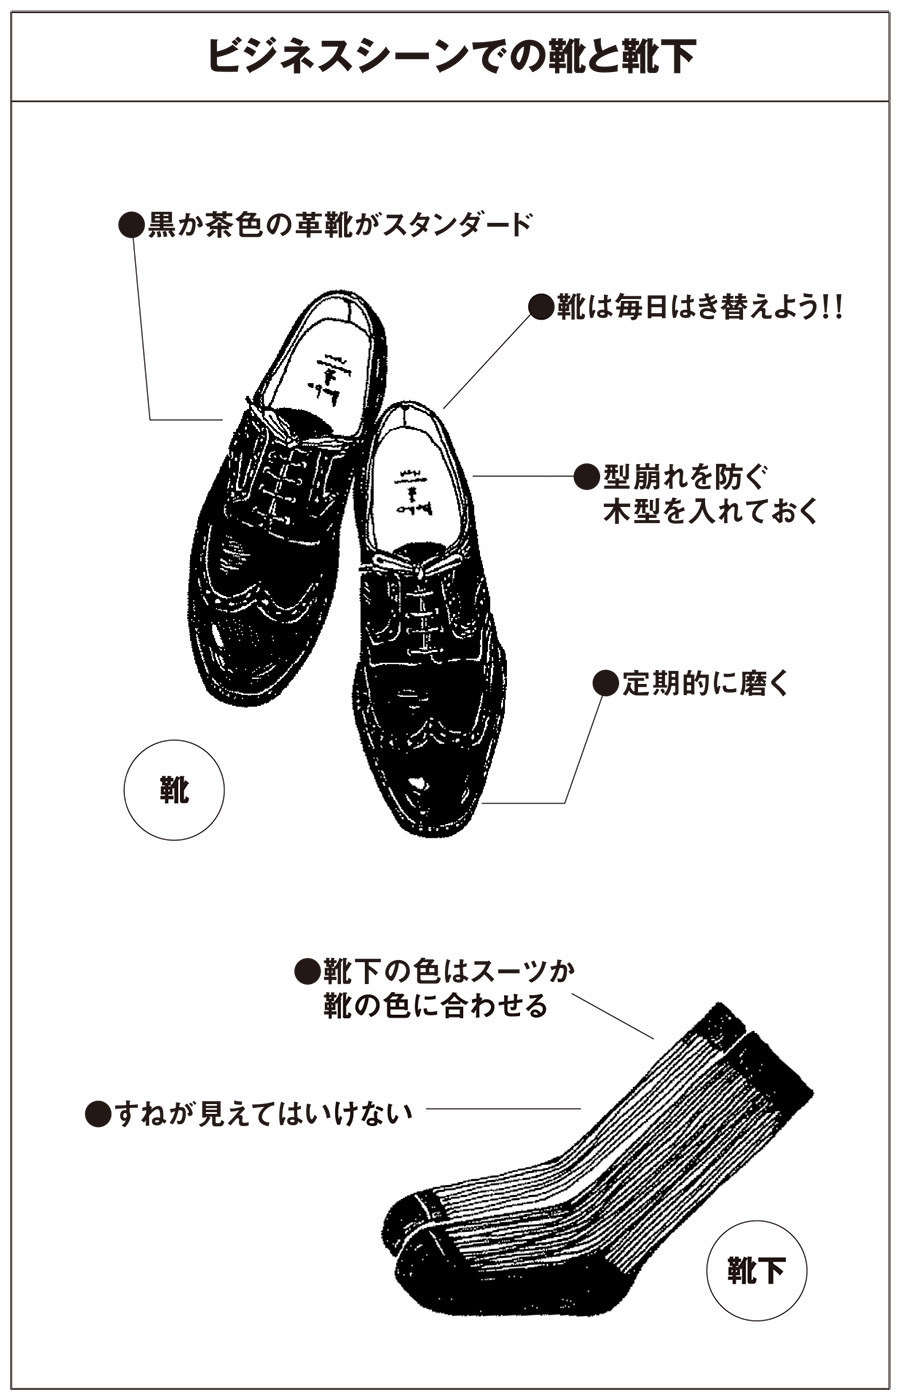 ビジネスシーンでの靴と靴下
●黒か茶色の革靴がスタンダード
●靴は毎日はき替えよう!!
●型崩れを防ぐ
木型を入れておく
●定期的に磨く
靴
●靴下の色はスーツか
靴の色に合わせる
●すねが見えてはいけない
靴下